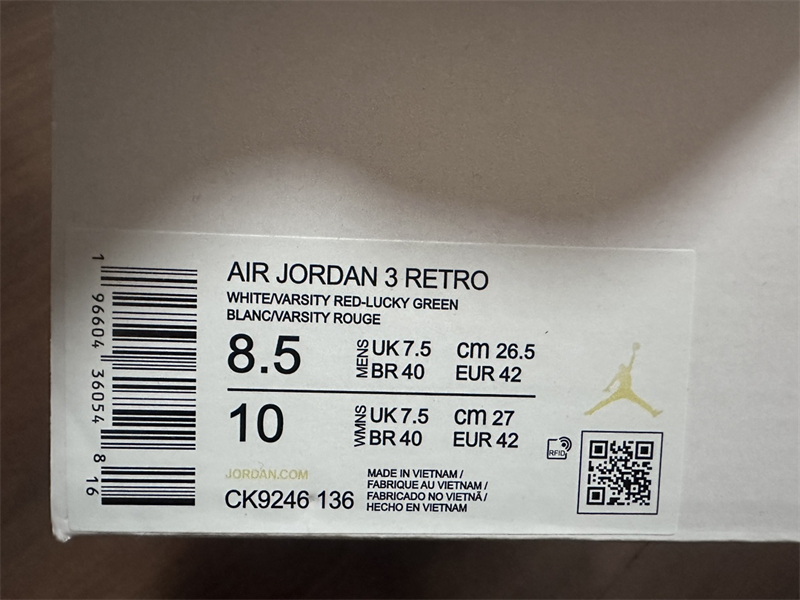 AIR JORDAN 3 RETRO
WHITE/VARSITY RED-LUCKY GREEN
BLANC/VARSITY ROUGE
8.5 MENS UK 7.5 cm 26.5
BR 40 EUR 42
10 WMNS UK 7.5 cm 27
BR 40 EUR 42
RFID
JORDAN.COM
CK9246 136
MADE IN VIETNAM /
FABRIQUE AU VIETNAM /
FABRICADO NO VIETNÃ /
HECHO EN VIETNAM
1 96604 36054 8 16